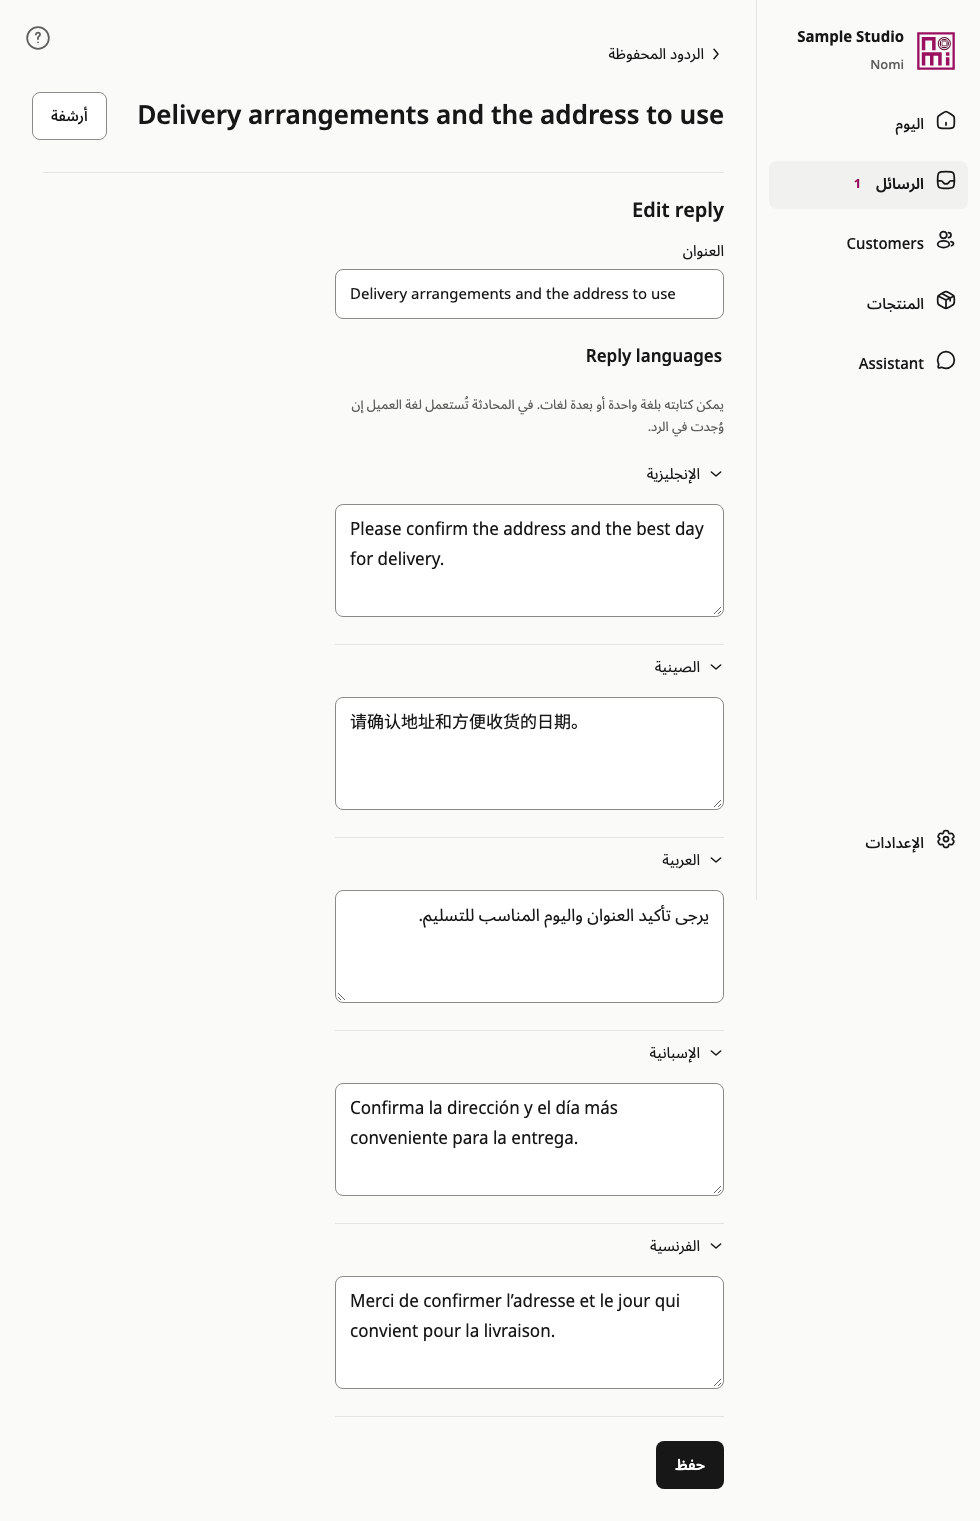 Sample Studio
Nomi
اليوم
الرسائل 1
Customers
المنتجات
Assistant
الإعدادات
الردود المحفوظة
Delivery arrangements and the address to use
أرشفة
Edit reply
العنوان
Delivery arrangements and the address to use
Reply languages
يمكن كتابته بلغة واحدة أو بعدة لغات. في المحادثة تُستعمل لغة العميل إن
وُجدت في الرد.
الإنجليزية
Please confirm the address and the best day
for delivery.
الصينية
请确认地址和方便收货的日期。
العربية
يرجى تأكيد العنوان واليوم المناسب للتسليم.
الإسبانية
Confirma la dirección y el día más
conveniente para la entrega.
الفرنسية
Merci de confirmer l’adresse et le jour qui
convient pour la livraison.
حفظ